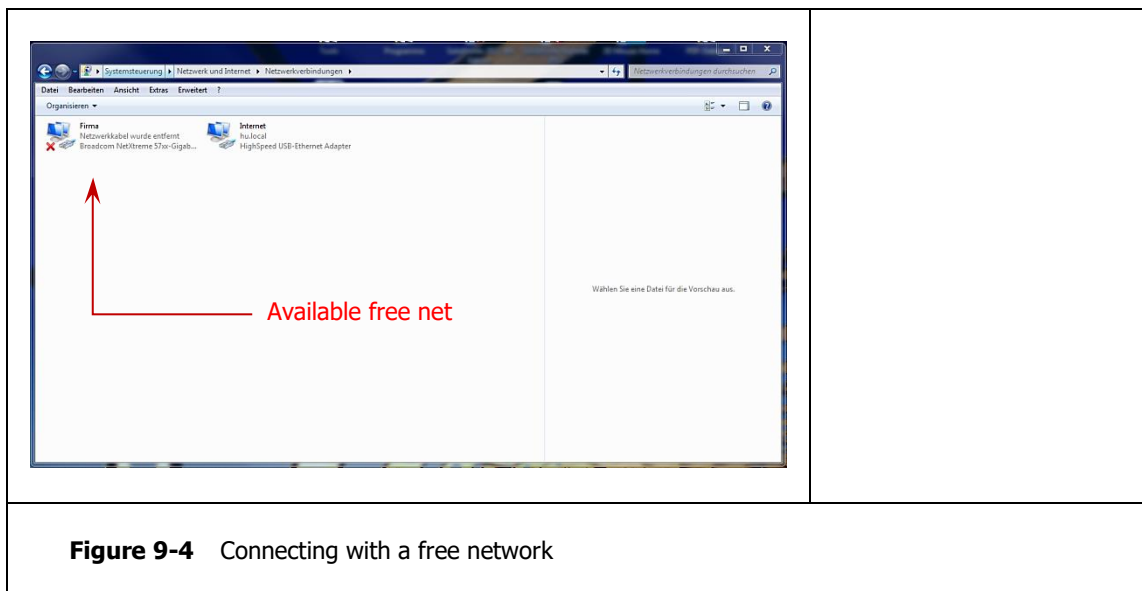 Systemsteuerung ▸ Netzwerk und Internet ▸ Netzwerkverbindungen ▸
Netzwerkverbindungen durchsuchen
Datei Bearbeiten Ansicht Extras Erweitert ?
Organisieren
Firma
Netzwerkkabel wurde entfernt
Broadcom NetXtreme 57xx-Gigab...
Internet
hu.local
HighSpeed USB-Ethernet Adapter
Wählen Sie eine Datei für die Vorschau aus.
Available free net
Figure 9-4 Connecting with a free network